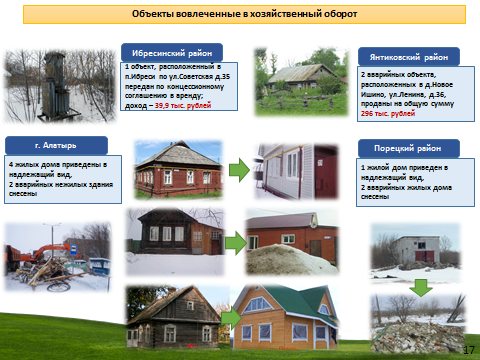 Объекты вовлеченные в хозяйственный оборот
Ибресинский район
1 объект, расположенный в
п.Ибреси по ул.Советская д.35
передан по концессионному
соглашению в аренду;
доход – 39,9 тыс. рублей
Янтиковский район
2 аварийных объекта,
расположенных в д.Новое
Ишино, ул.Ленина, д.36,
проданы на общую сумму
296 тыс. рублей
г. Алатырь
4 жилых дома приведены в
надлежащий вид,
2 аварийных нежилых здания
снесены
Порецкий район
1 жилой дом приведен в
надлежащий вид,
2 аварийных жилых дома
снесены
17